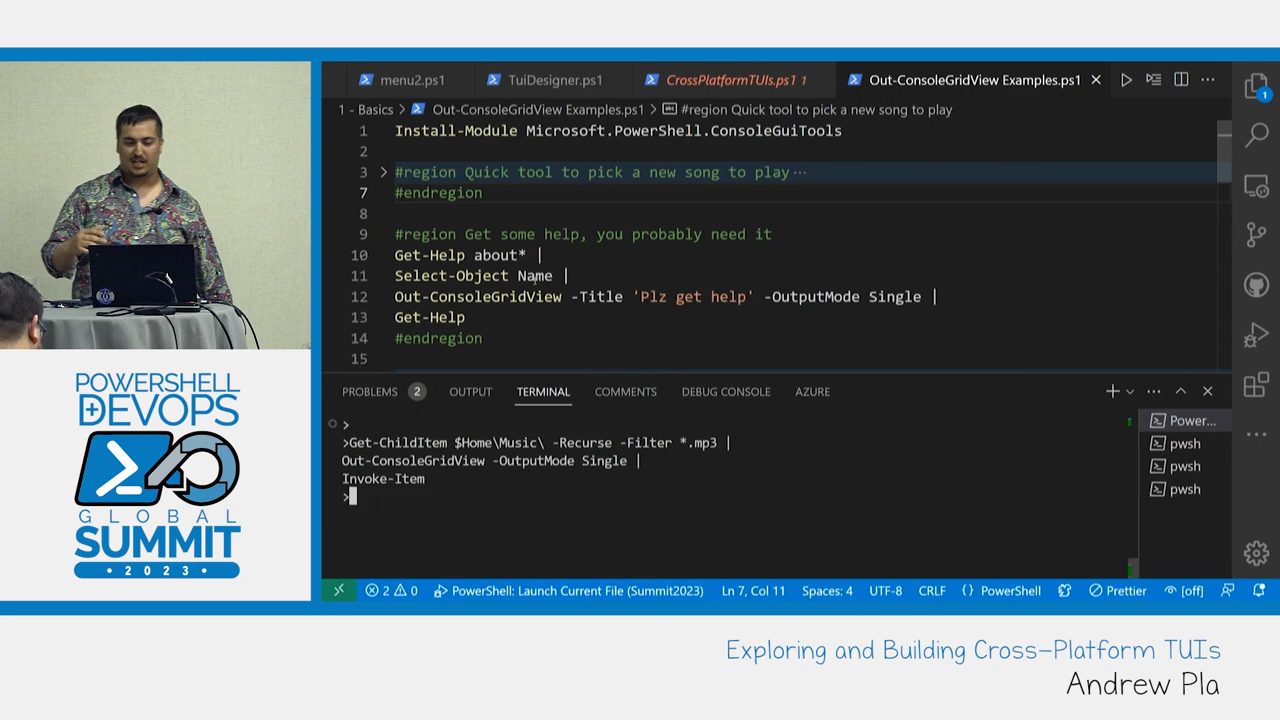 menu2.ps1
TuiDesigner.ps1
CrossPlatformTUIs.ps1 1
Out-ConsoleGridView Examples.ps1
1 - Basics > Out-ConsoleGridView Examples.ps1 > #region Quick tool to pick a new song to play
1 Install-Module Microsoft.PowerShell.ConsoleGuiTools
2
3 #region Quick tool to pick a new song to play ···
7 #endregion
8
9 #region Get some help, you probably need it
10 Get-Help about* |
11 Select-Object Name |
12 Out-ConsoleGridView -Title 'Plz get help' -OutputMode Single |
13 Get-Help
14 #endregion
15
1
PROBLEMS 2 OUTPUT TERMINAL COMMENTS DEBUG CONSOLE AZURE
>
>Get-ChildItem $Home\Music\ -Recurse -Filter *.mp3 |
Out-ConsoleGridView -OutputMode Single |
Invoke-Item
>
Power...
pwsh
pwsh
pwsh
2 0 PowerShell: Launch Current File (Summit2023) Ln 7, Col 11 Spaces: 4 UTF-8 CRLF {} PowerShell Prettier [off]
POWERSHELL
+DEVOPS
GLOBAL
SUMMIT
• 2023 •
Exploring and Building Cross-Platform TUIs
Andrew Pla